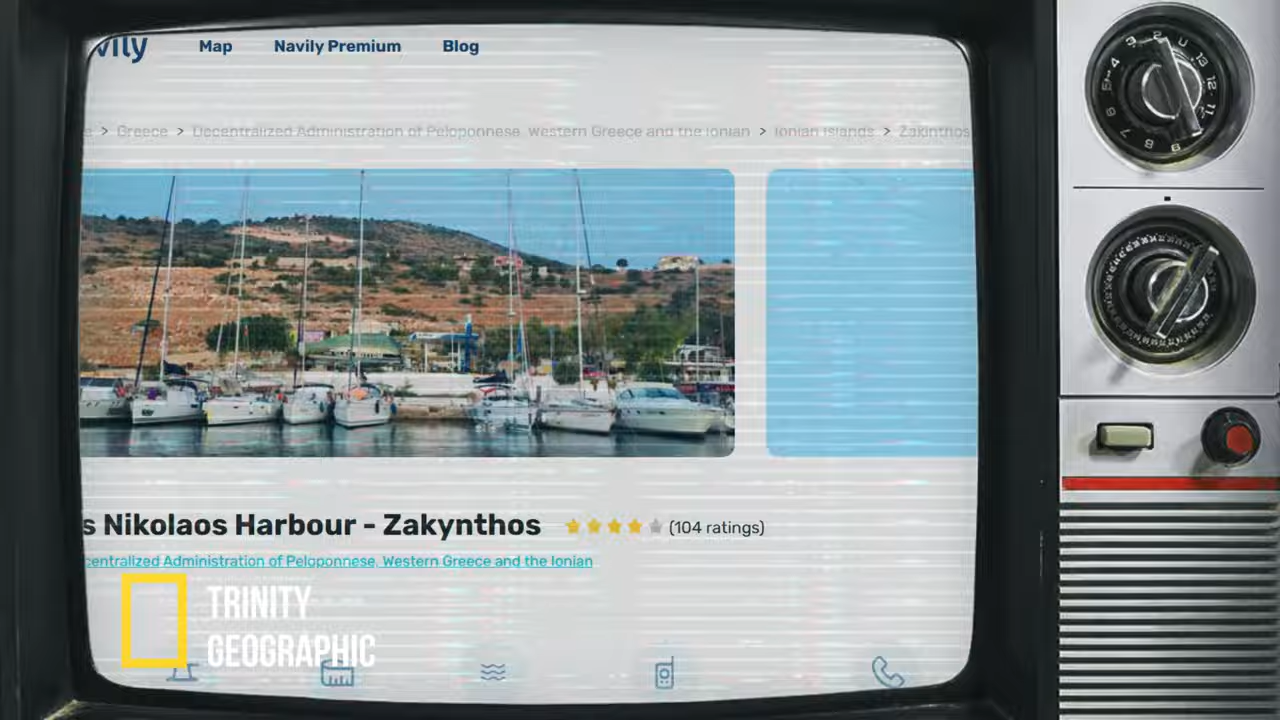 vily Map Navily Premium Blog
> Greece > Decentralized Administration of Peloponnese, Western Greece and the Ionian > Ionian Islands > Zakinthos
s Nikolaos Harbour - Zakynthos (104 ratings)
centralized Administration of Peloponnese, Western Greece and the Ionian
TRINITY
GEOGRAPHIC